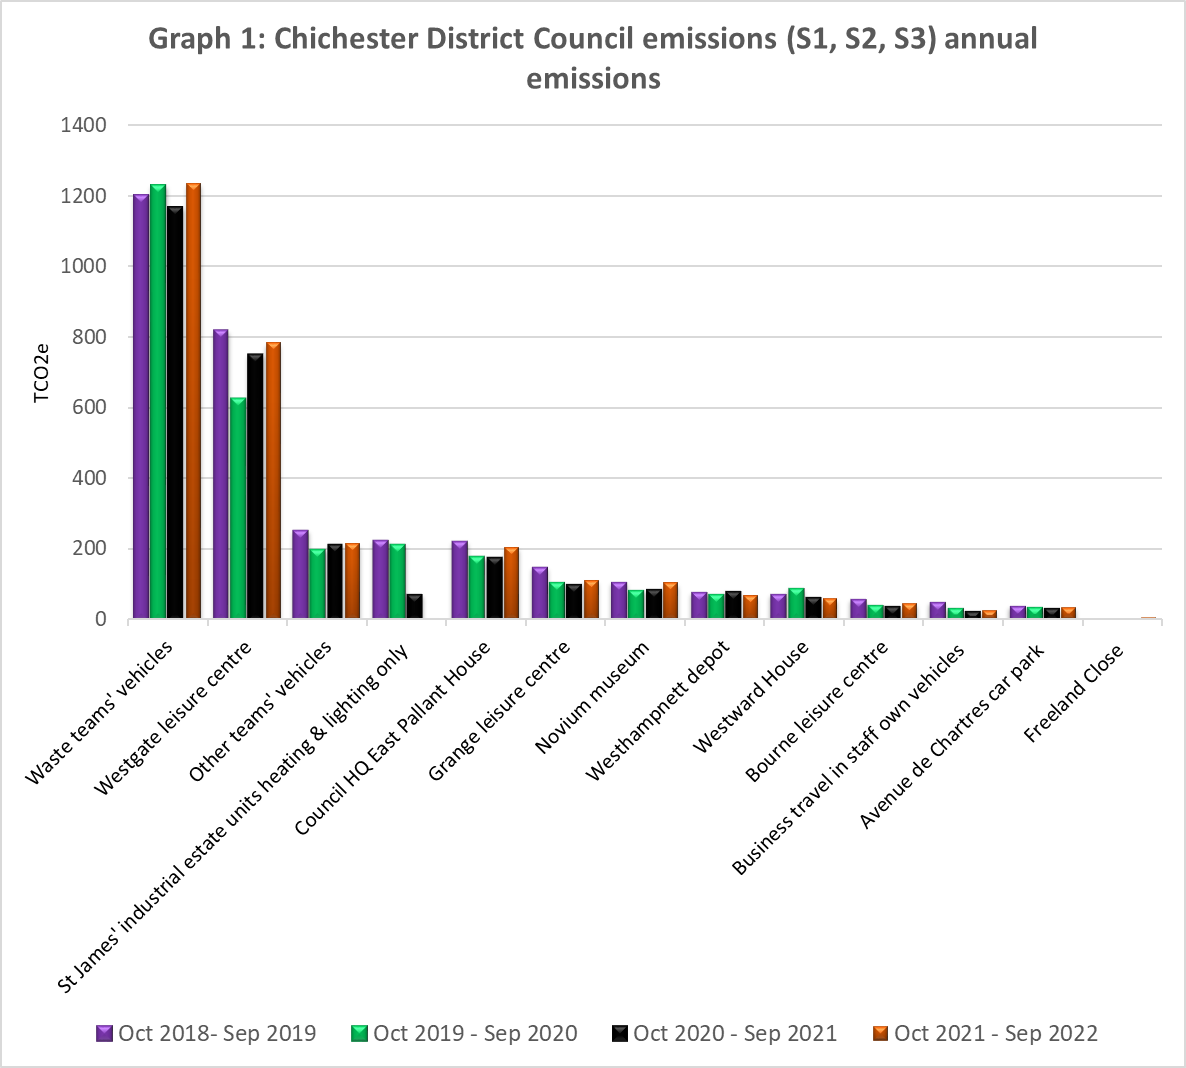 Graph 1: Chichester District Council emissions (S1, S2, S3) annual
emissions
1400
1200
1000
800
600
400
200
0
TCO2e
Waste teams' vehicles
Westgate leisure centre
Other teams' vehicles
St James' industrial estate units heating & lighting only
Council HQ East Pallant House
Grange leisure centre
Novium museum
Westhampnett depot
Westward House
Bourne leisure centre
Business travel in staff own vehicles
Avenue de Chartres car park
Freeland Close
Oct 2018- Sep 2019
Oct 2019 - Sep 2020
Oct 2020 - Sep 2021
Oct 2021 - Sep 2022